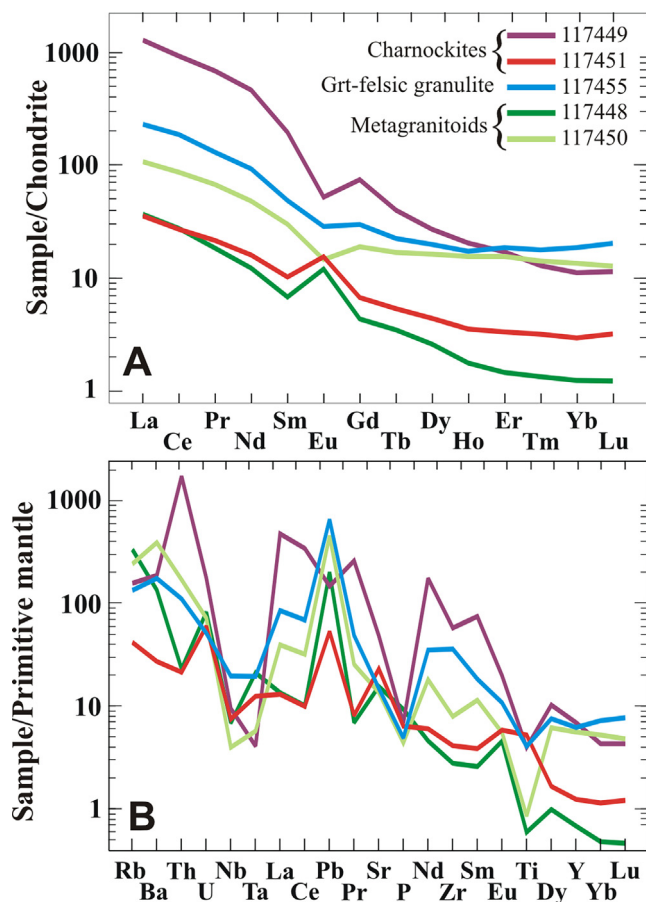 1000
100
10
1
Sample/Chondrite
Charnockites { 117449
117451
Grt-felsic granulite 117455
Metagranitoids { 117448
117450
A
La Pr Sm Gd Dy Er Yb
Ce Nd Eu Tb Ho Tm Lu
1000
100
10
1
Sample/Primitive mantle
B
Rb Th Nb La Pb Sr Nd Sm Ti Y Lu
Ba U Ta Ce Pr P Zr Eu Dy Yb